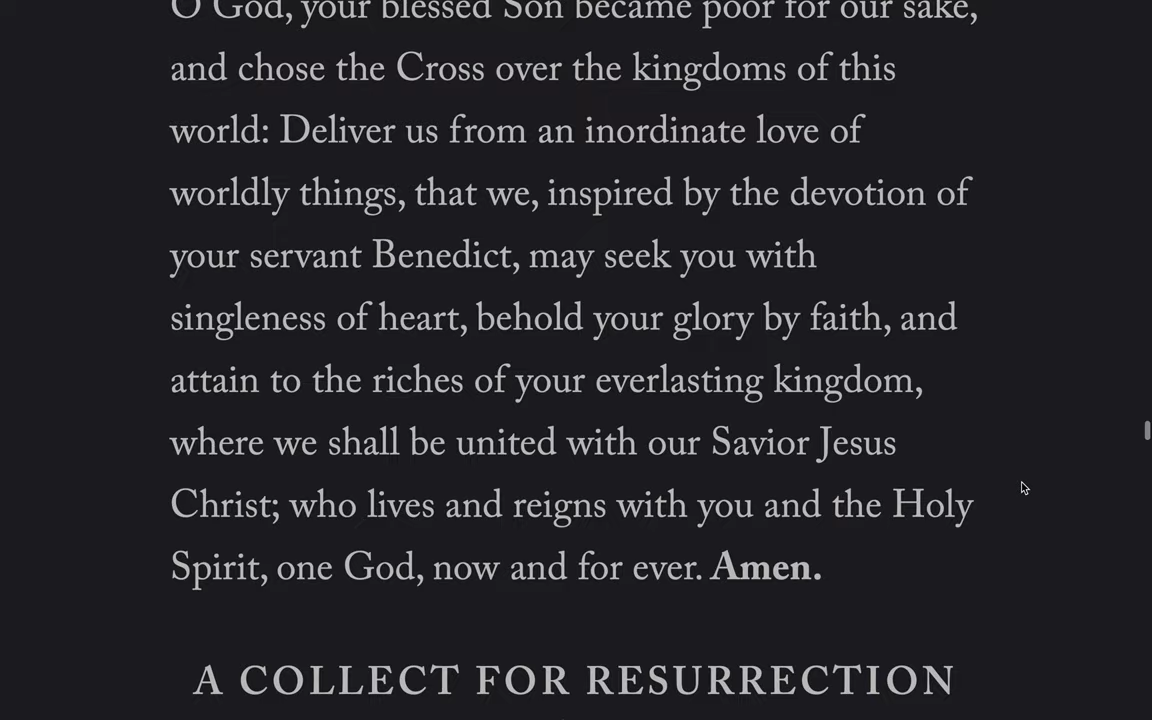 O God, your blessed Son became poor for our sake,
and chose the Cross over the kingdoms of this
world: Deliver us from an inordinate love of
worldly things, that we, inspired by the devotion of
your servant Benedict, may seek you with
singleness of heart, behold your glory by faith, and
attain to the riches of your everlasting kingdom,
where we shall be united with our Savior Jesus
Christ; who lives and reigns with you and the Holy
Spirit, one God, now and for ever. Amen.
A COLLECT FOR RESURRECTION